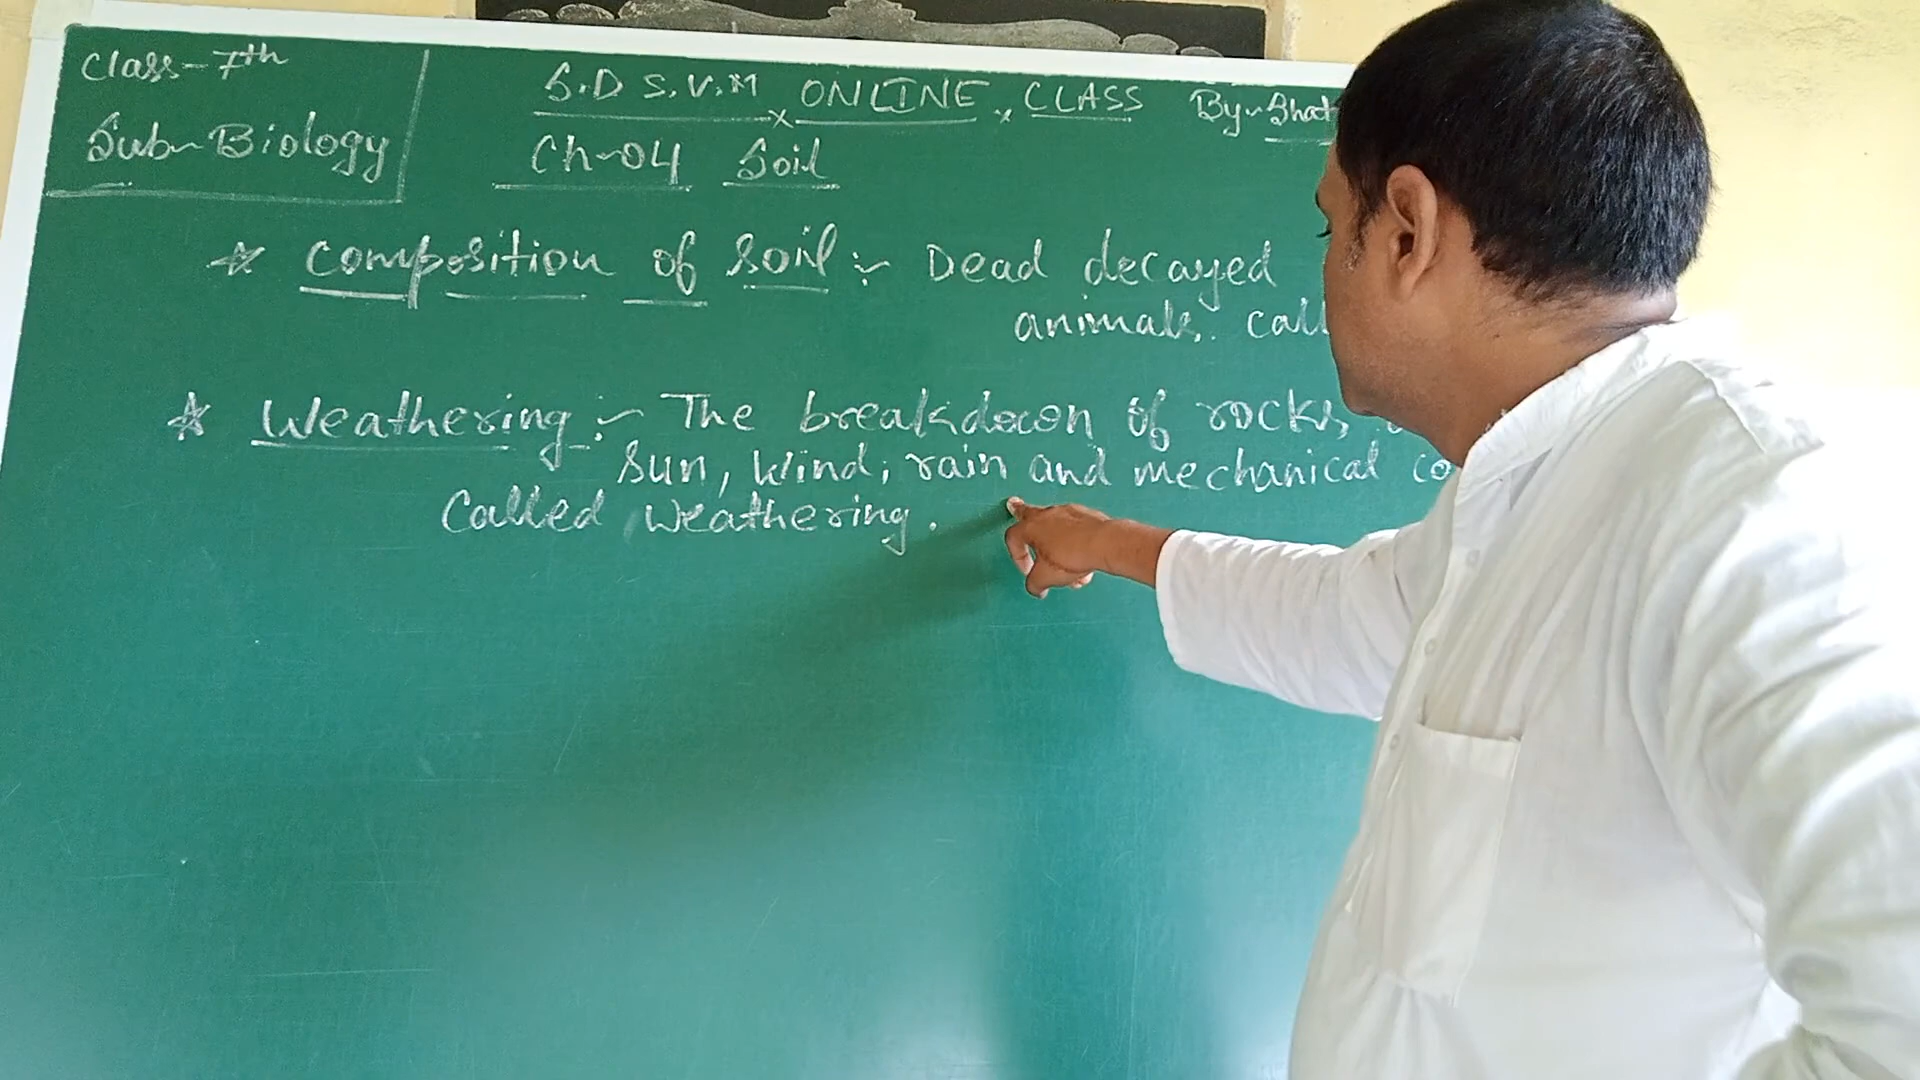 Class-7th
Sub-Biology
S.D S.V.M x ONLINE x CLASS By-
Ch-04 Soil
* Composition of Soil :- Dead decayed
animals. call
* Weathering :- The breakdown of rocks,
Sun, Wind, rain and mechanical co
Called Weathering.